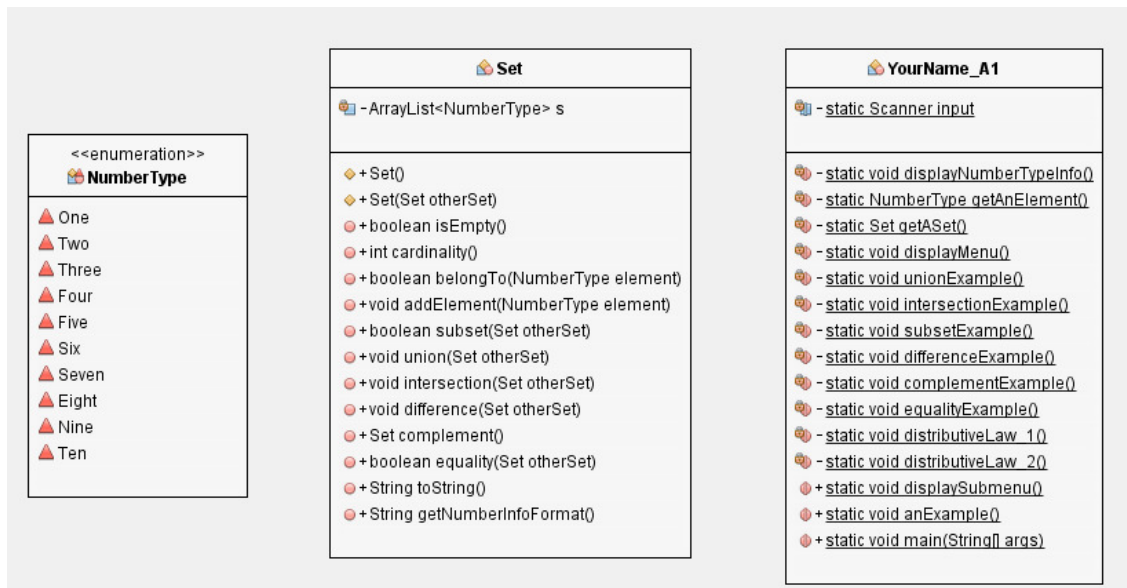 <<enumeration>>
NumberType
One
Two
Three
Four
Five
Six
Seven
Eight
Nine
Ten
Set
-ArrayList<NumberType> s
+Set()
+Set(Set otherSet)
+boolean isEmpty()
+int cardinality()
+boolean belongTo(NumberType element)
+void addElement(NumberType element)
+boolean subset(Set otherSet)
+void union(Set otherSet)
+void intersection(Set otherSet)
+void difference(Set otherSet)
+Set complement()
+boolean equality(Set otherSet)
+String toString()
+String getNumberInfoFormat()
YourName_A1
-static Scanner input
-static void displayNumberTypeInfo()
-static NumberType getAnElement()
-static Set getASet()
-static void displayMenu()
-static void unionExample()
-static void intersectionExample()
-static void subsetExample()
-static void differenceExample()
-static void complementExample()
-static void equalityExample()
-static void distributiveLaw_1()
-static void distributiveLaw_2()
+static void displaySubmenu()
+static void anExample()
+static void main(String[] args)